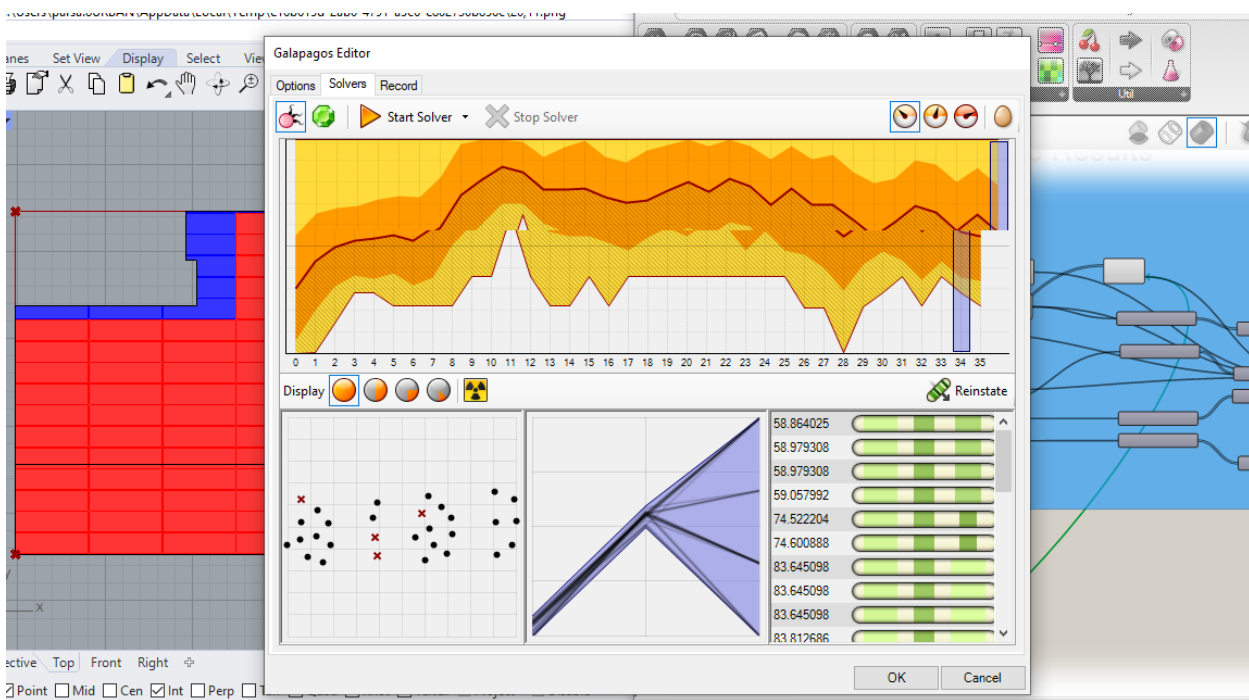 Galapagos Editor
Set View Display Select
Options Solvers Record
Start Solver Stop Solver
Util
0 1 2 3 4 5 6 7 8 9 10 11 12 13 14 15 16 17 18 19 20 21 22 23 24 25 26 27 28 29 30 31 32 33 34 35
Display Reinstate
58.864025
58.979308
58.979308
59.057992
74.522204
74.600888
83.645098
83.645098
83.645098
83.812686
x
Top Front Right
OK Cancel
Point Mid Cen Int Perp